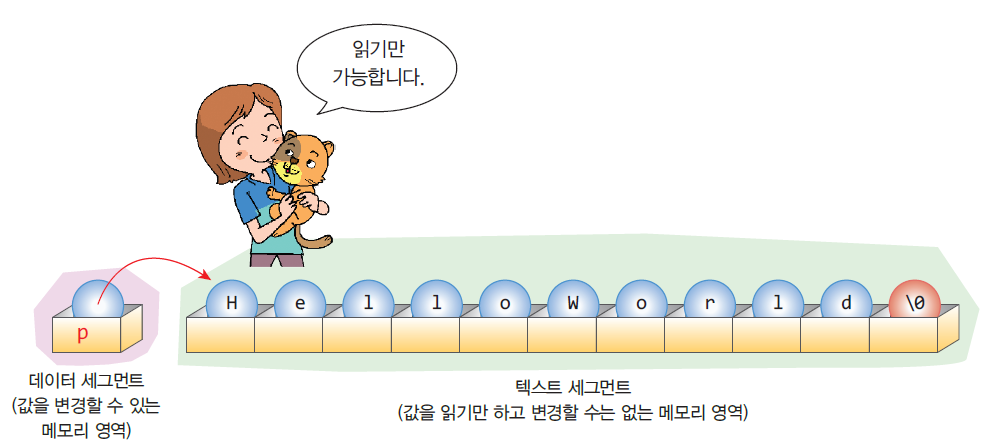 읽기만
가능합니다.
p
H e l l o W o r l d \0
데이터 세그먼트
(값을 변경할 수 있는
메모리 영역)
텍스트 세그먼트
(값을 읽기만 하고 변경할 수는 없는 메모리 영역)